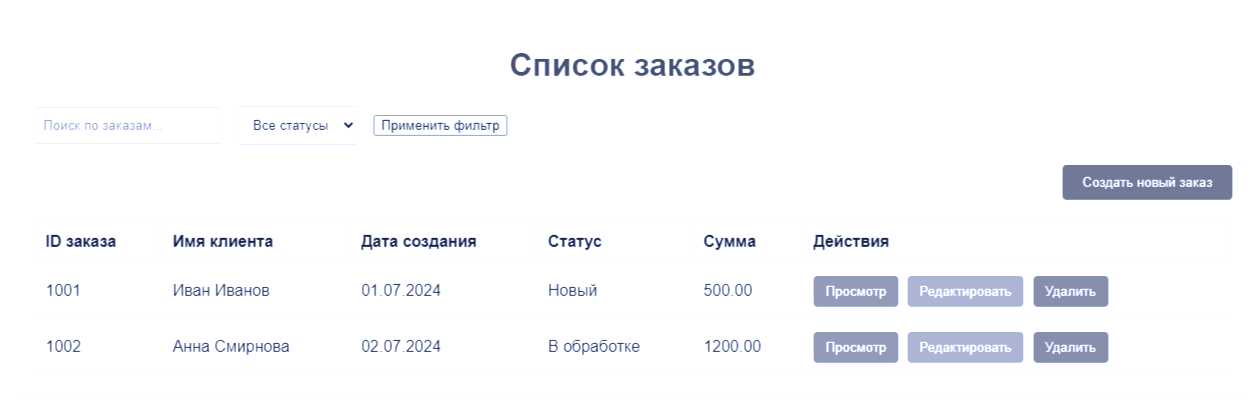 Список заказов
Поиск по заказам... Все статусы Применить фильтр
Создать новый заказ
ID заказа Имя клиента Дата создания Статус Сумма Действия
1001 Иван Иванов 01.07.2024 Новый 500.00 Просмотр Редактировать Удалить
1002 Анна Смирнова 02.07.2024 В обработке 1200.00 Просмотр Редактировать Удалить